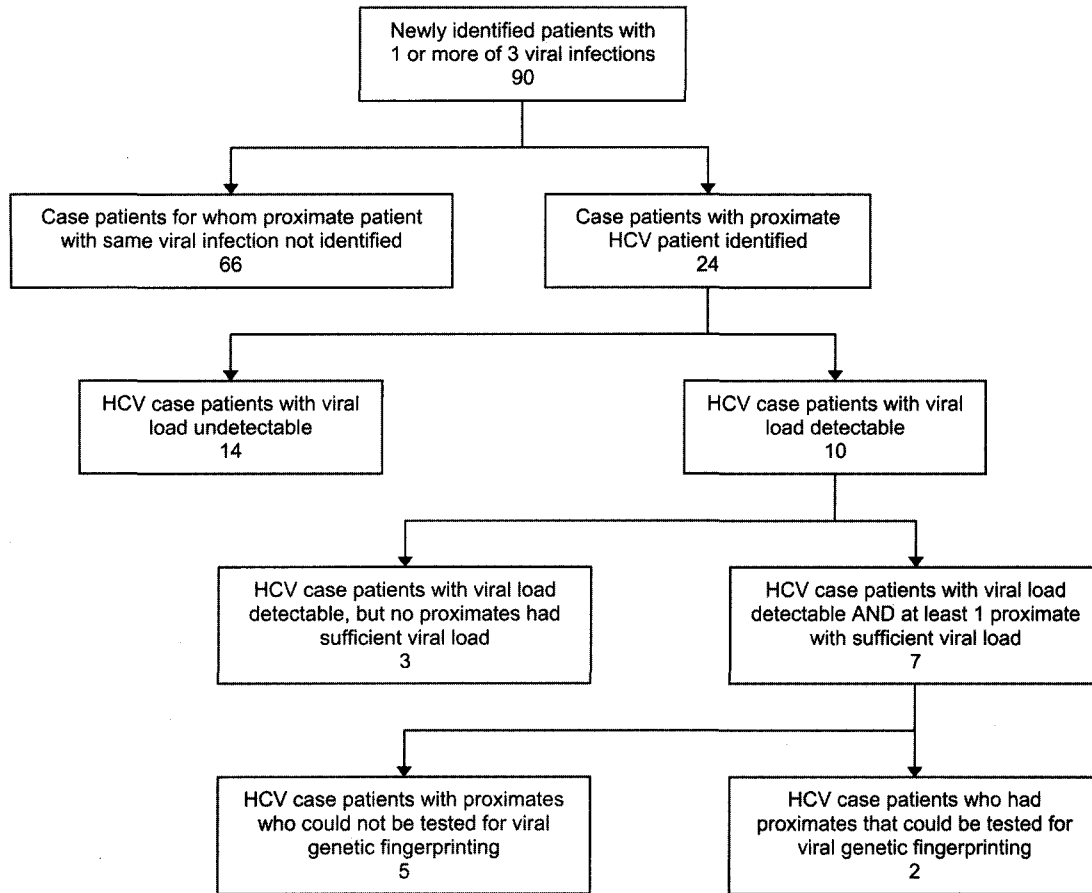 Newly identified patients with
1 or more of 3 viral infections
90
Case patients for whom proximate patient
with same viral infection not identified
66
Case patients with proximate
HCV patient identified
24
HCV case patients with viral
load undetectable
14
HCV case patients with viral
load detectable
10
HCV case patients with viral load
detectable, but no proximates had
sufficient viral load
3
HCV case patients with viral load
detectable AND at least 1 proximate
with sufficient viral load
7
HCV case patients with proximates
who could not be tested for viral
genetic fingerprinting
5
HCV case patients who had
proximates that could be tested for
viral genetic fingerprinting
2